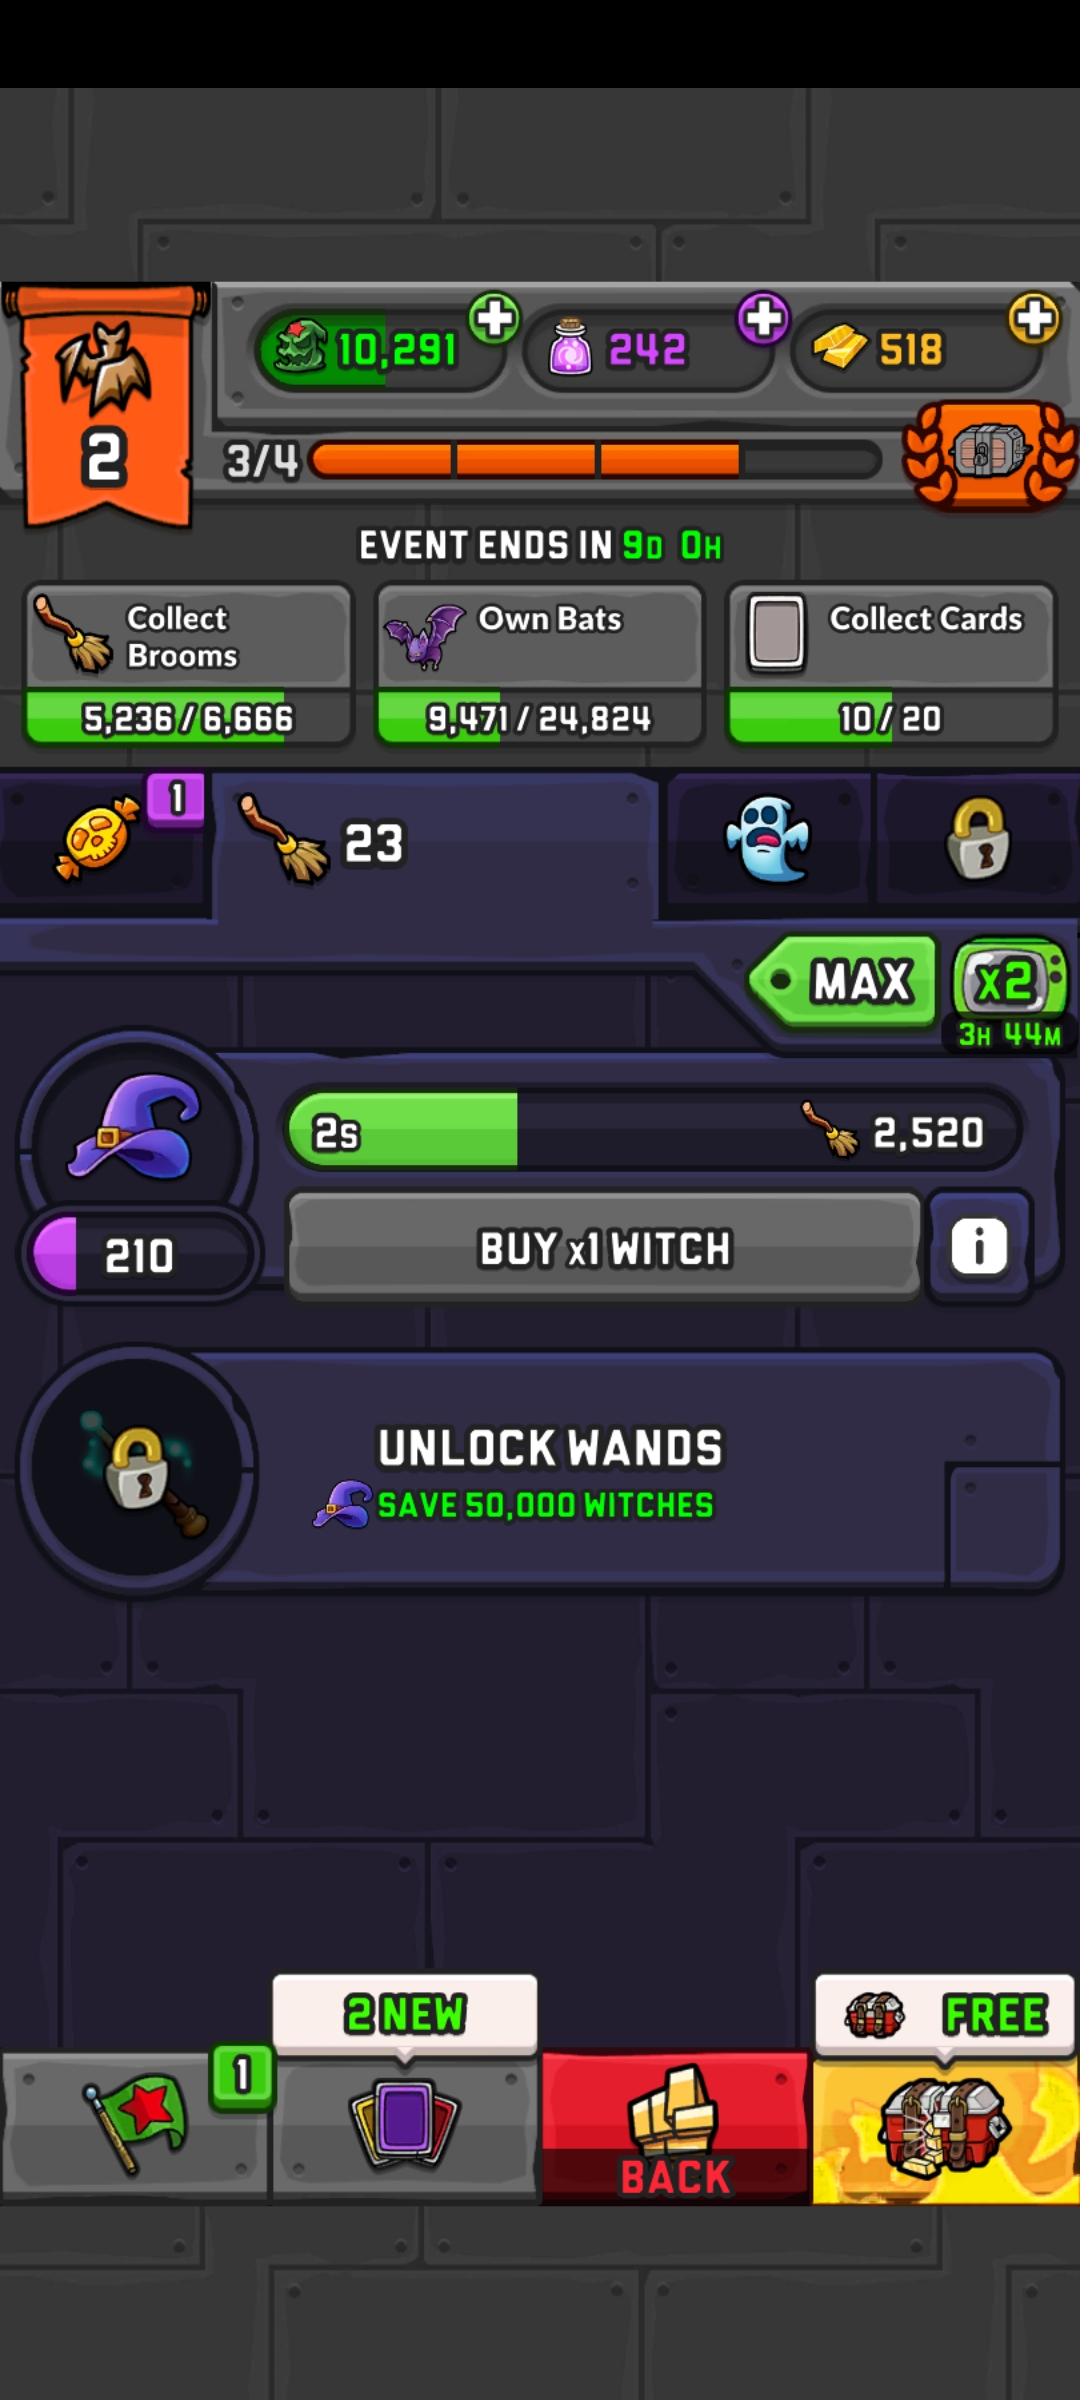 10,291
242
518
2
3/4
EVENT ENDS IN 9D 0H
Collect
Brooms
5,236 / 6,666
Own Bats
9,471 / 24,824
Collect Cards
10 / 20
1
23
MAX
x2
3H 44M
2s
2,520
210
BUY x1 WITCH
i
UNLOCK WANDS
SAVE 50,000 WITCHES
1
2 NEW
BACK
FREE